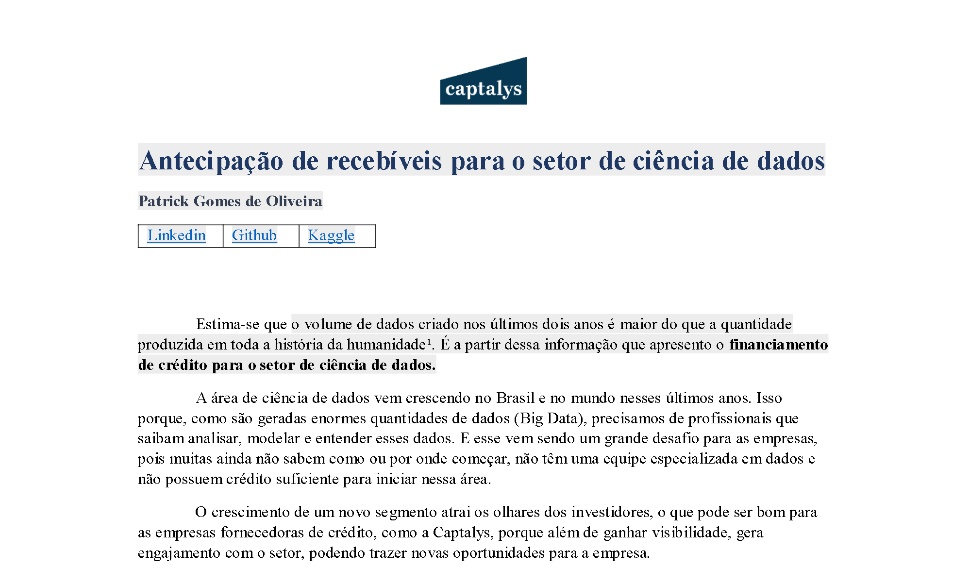 captalys
Antecipação de recebíveis para o setor de ciência de dados
Patrick Gomes de Oliveira
Linkedin Github Kaggle
Estima-se que o volume de dados criado nos últimos dois anos é maior do que a quantidade
produzida em toda a história da humanidade¹. É a partir dessa informação que apresento o financiamento
de crédito para o setor de ciência de dados.
A área de ciência de dados vem crescendo no Brasil e no mundo nesses últimos anos. Isso
porque, como são geradas enormes quantidades de dados (Big Data), precisamos de profissionais que
saibam analisar, modelar e entender esses dados. E esse vem sendo um grande desafio para as empresas,
pois muitas ainda não sabem como ou por onde começar, não têm uma equipe especializada em dados e
não possuem crédito suficiente para iniciar nessa área.
O crescimento de um novo segmento atrai os olhares dos investidores, o que pode ser bom para
as empresas fornecedoras de crédito, como a Captalys, porque além de ganhar visibilidade, gera
engajamento com o setor, podendo trazer novas oportunidades para a empresa.